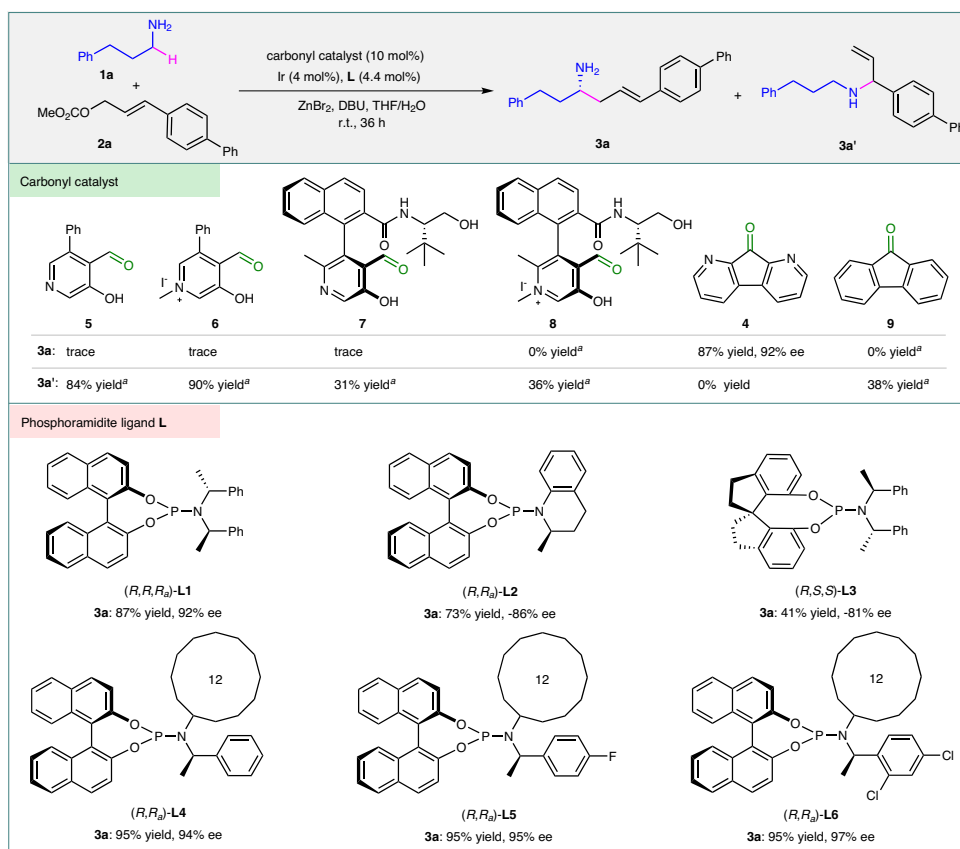 NH2
Ph
H
1a
+
MeO2CO
Ph
2a
carbonyl catalyst (10 mol%)
Ir (4 mol%), L (4.4 mol%)
ZnBr2, DBU, THF/H2O
r.t., 36 h
NH2
Ph
Ph
3a
+
Ph
N
H
Ph
3a'
Carbonyl catalyst
Ph
O
N
OH
5
Ph
O
I-
N
+
OH
6
H
N
OH
O
O
Me
N
OH
7
H
N
OH
O
O
Me
I-
N
+
Me
OH
8
O
N
N
4
O
9
3a: trace trace trace 0% yielda 87% yield, 92% ee 0% yielda
3a': 84% yielda 90% yielda 31% yielda 36% yielda 0% yield 38% yielda
Phosphoramidite ligand L
O
O
P
N
Ph
Ph
(R,R,Ra)-L1
3a: 87% yield, 92% ee
O
O
P
N
(R,Ra)-L2
3a: 73% yield, -86% ee
O
O
P
N
Ph
Ph
(R,S,S)-L3
3a: 41% yield, -81% ee
12
O
O
P
N
(R,Ra)-L4
3a: 95% yield, 94% ee
12
O
O
P
N
F
(R,Ra)-L5
3a: 95% yield, 95% ee
12
O
O
P
N
Cl
Cl
(R,Ra)-L6
3a: 95% yield, 97% ee